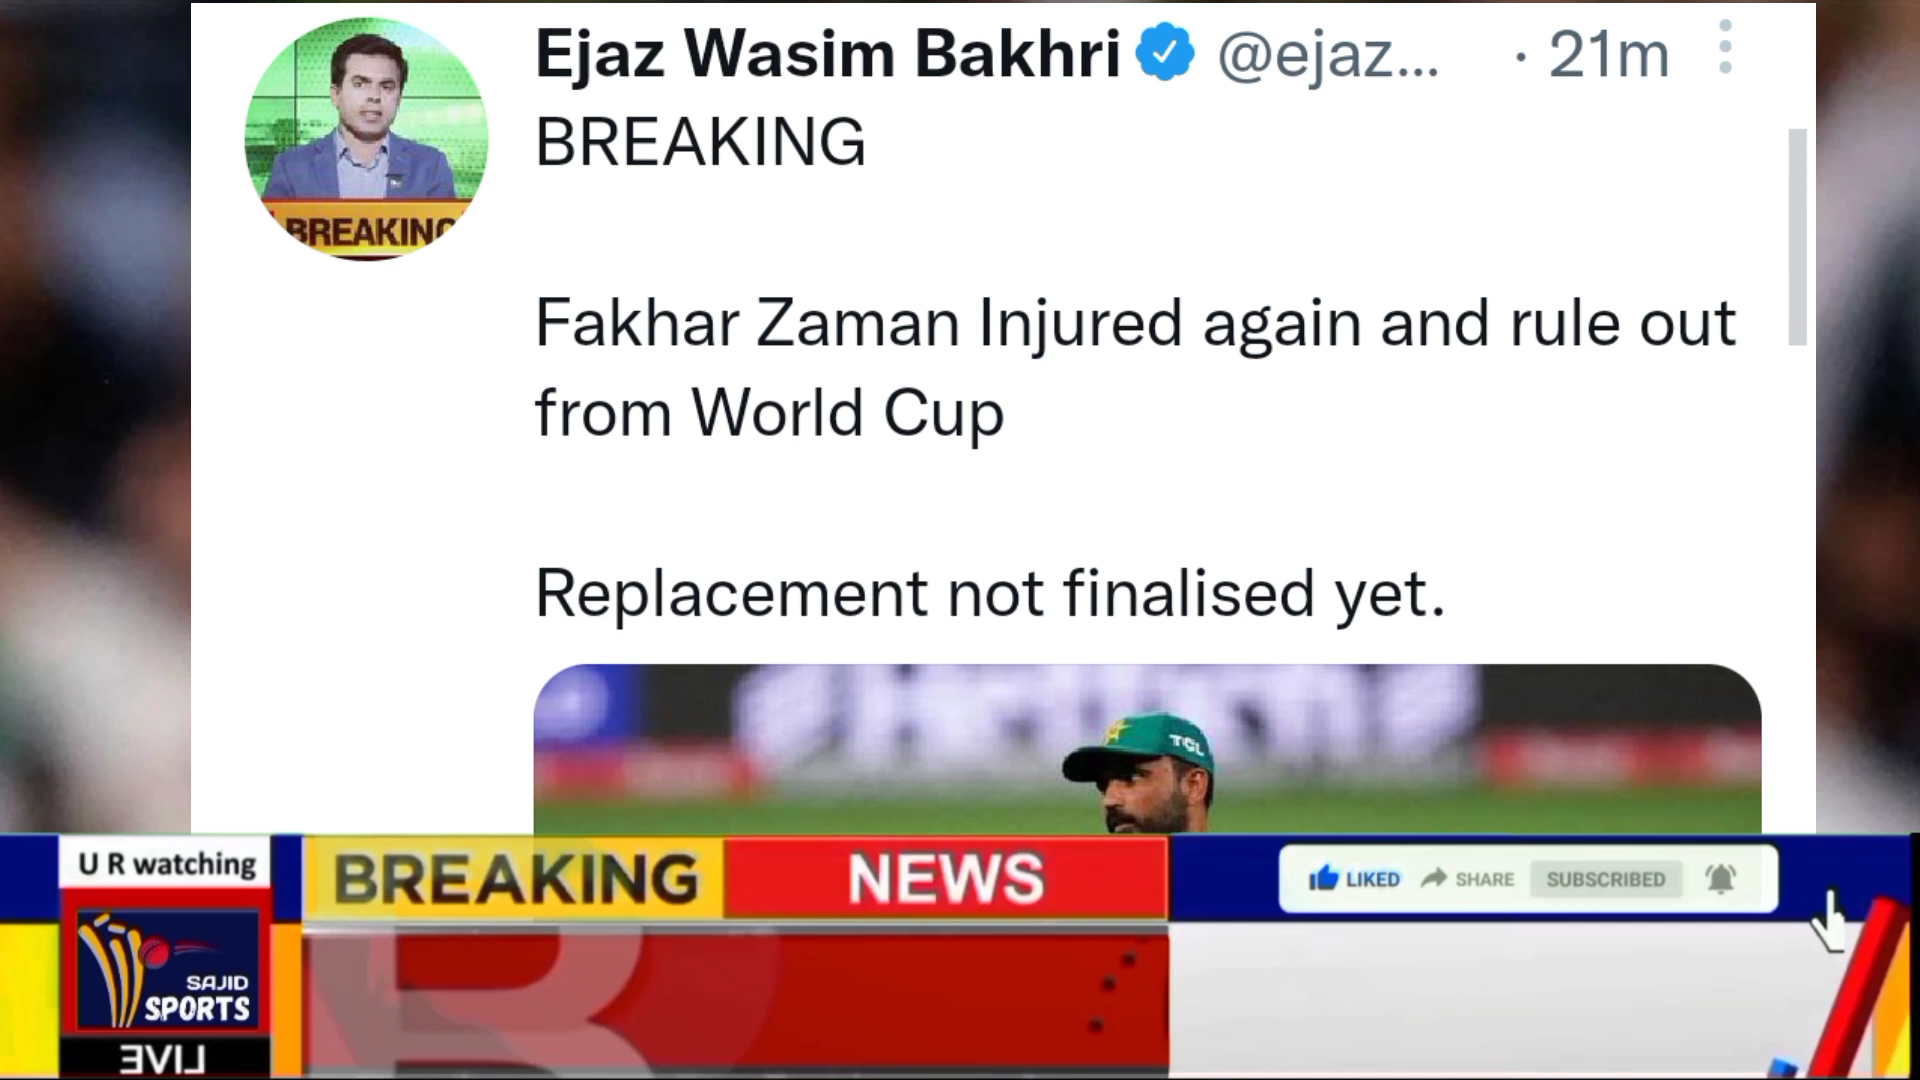 Ejaz Wasim Bakhri @ejaz... · 21m
BREAKING
BREAKING
Fakhar Zaman Injured again and rule out
from World Cup
Replacement not finalised yet.
TCL
U R watching
BREAKING NEWS
LIKED SHARE SUBSCRIBED
SAJID
SPORTS
LIVE